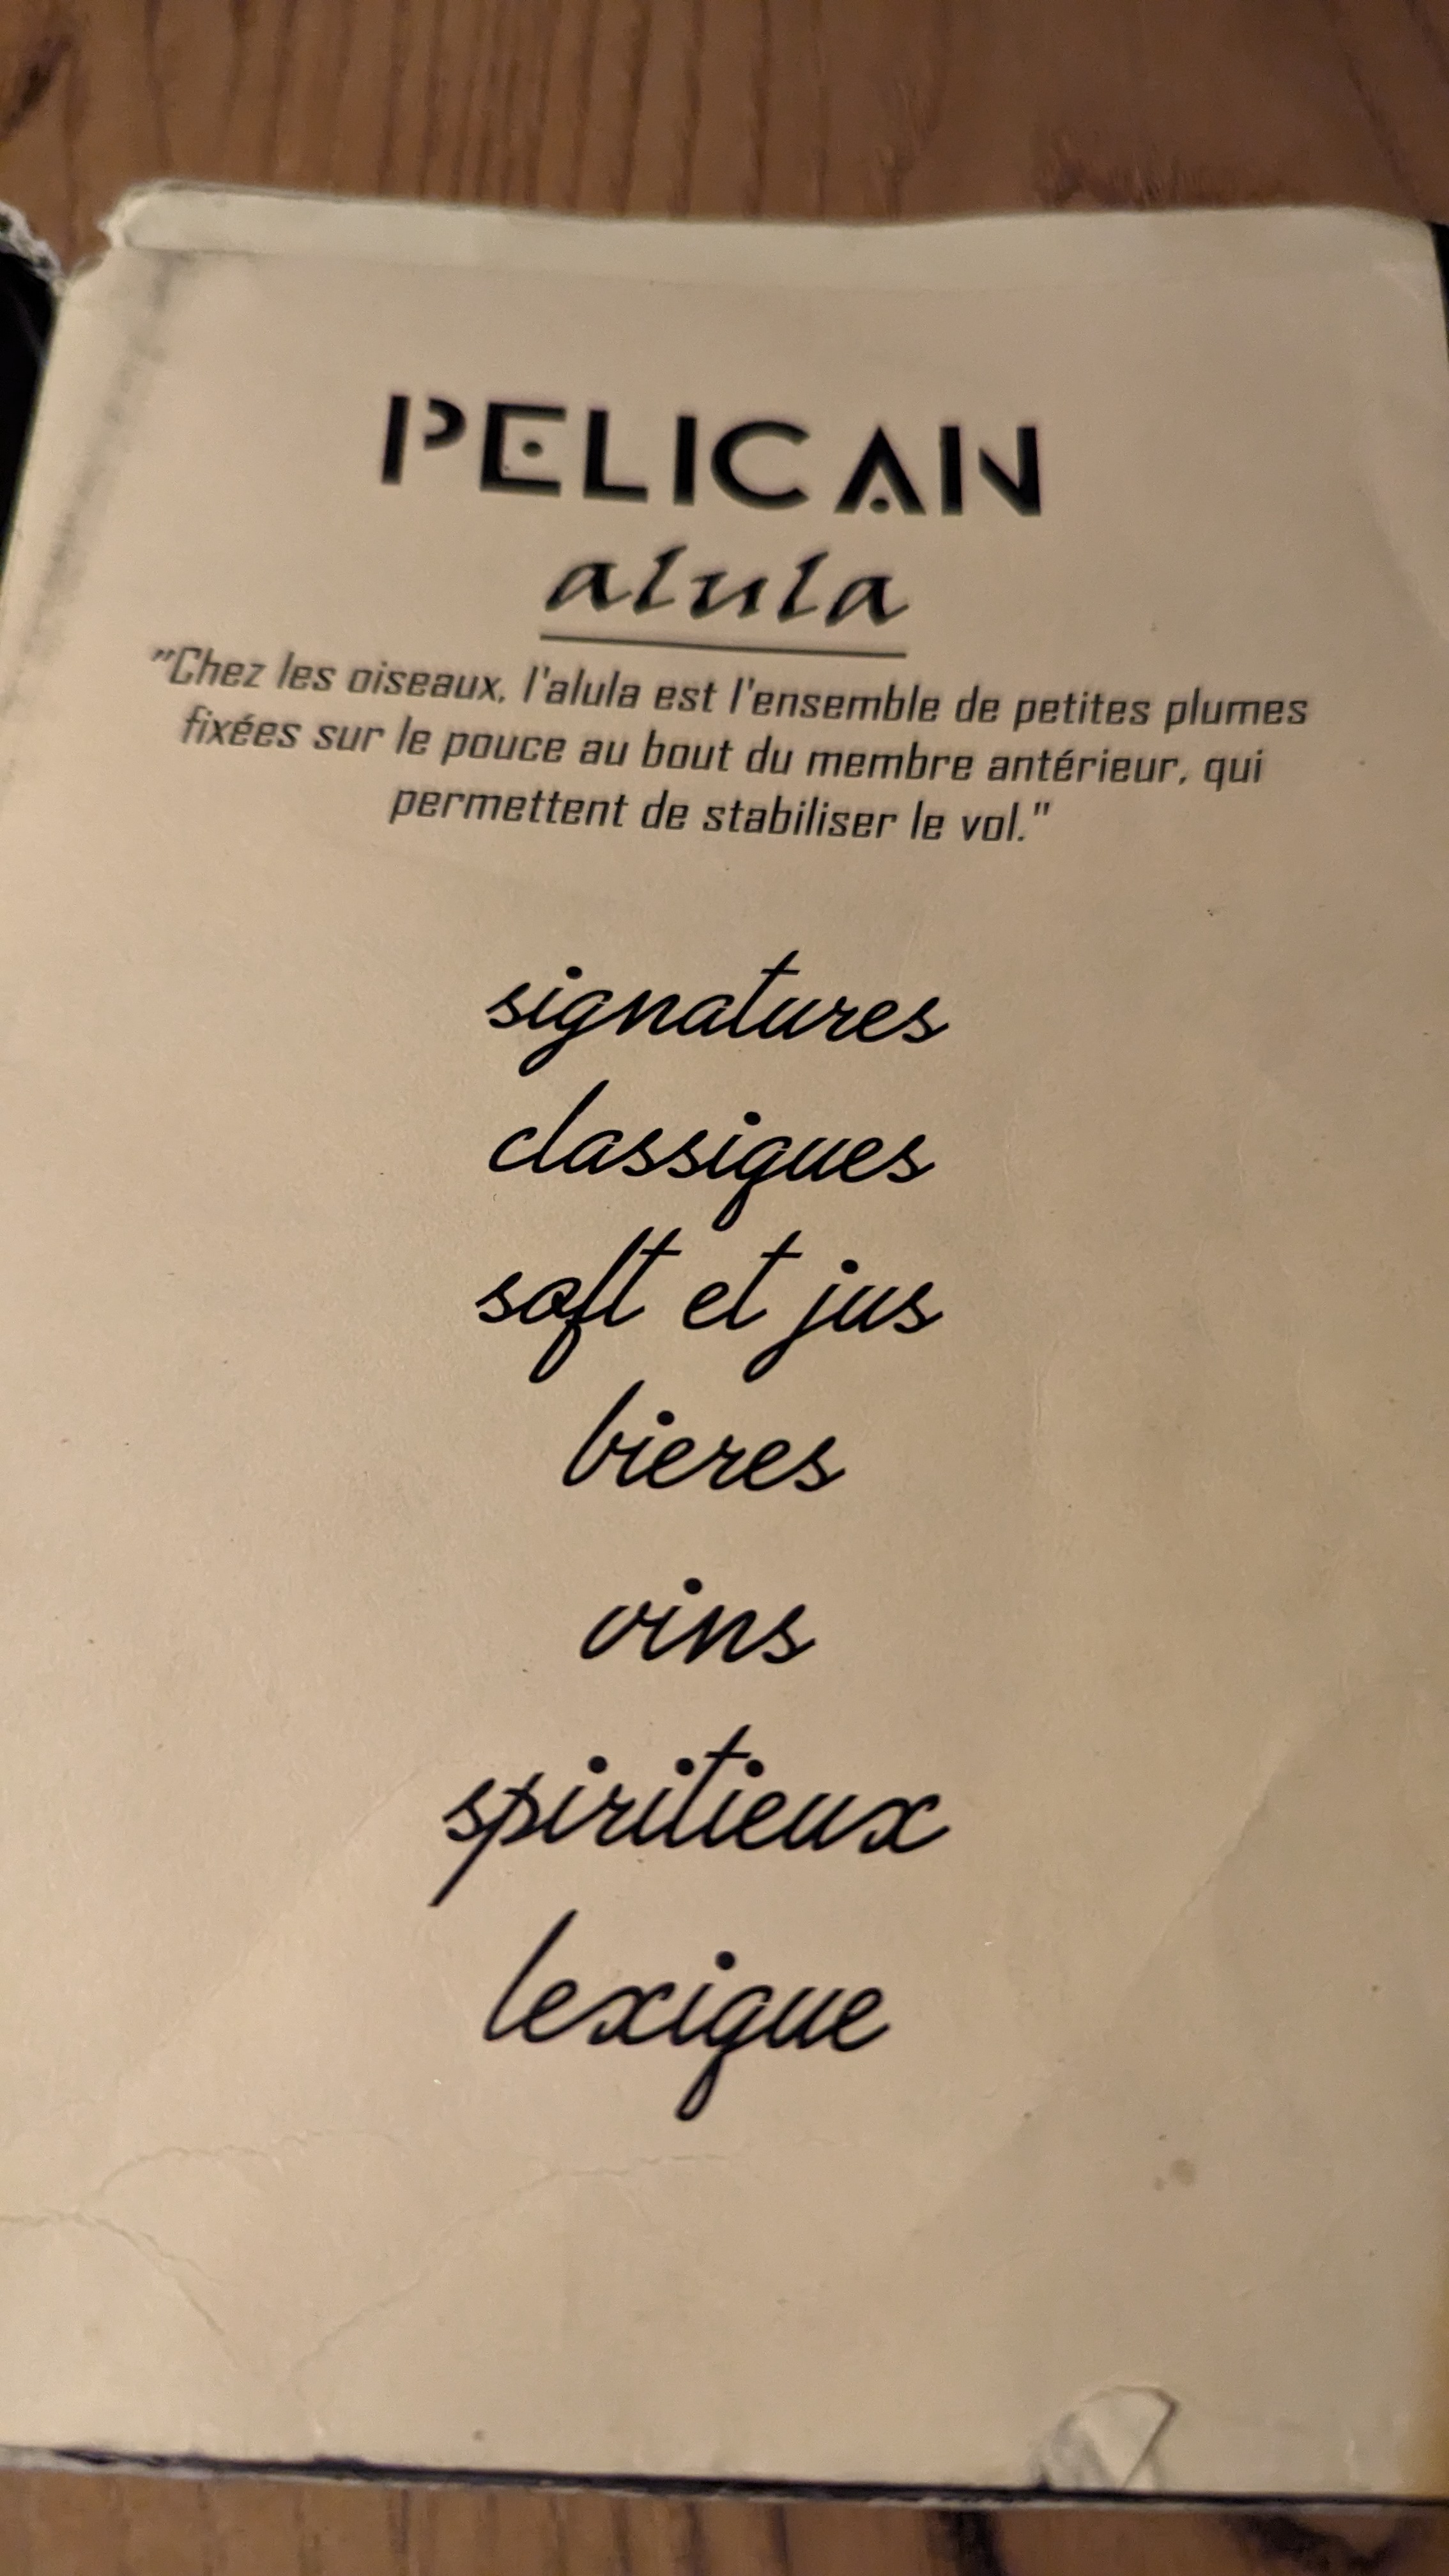 PELICAN
alula
"Chez les oiseaux, l'alula est l'ensemble de petites plumes
fixées sur le pouce au bout du membre antérieur, qui
permettent de stabiliser le vol."
signatures
classiques
soft et jus
bieres
vins
spiritieux
lexique